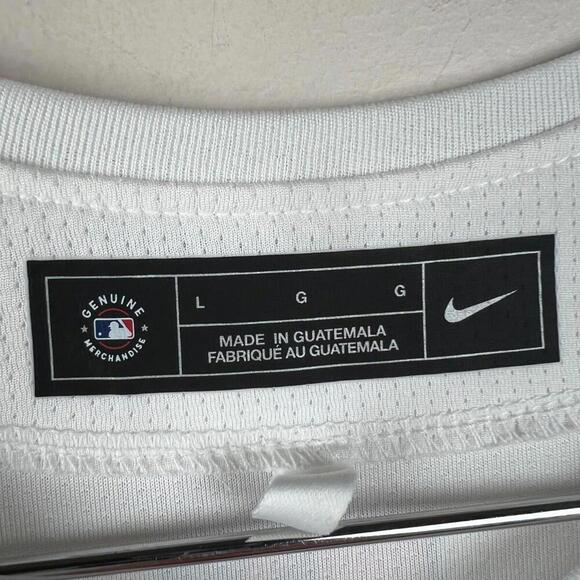 GENUINE
MERCHANDISE
L G G
MADE IN GUATEMALA
FABRIQUÉ AU GUATEMALA